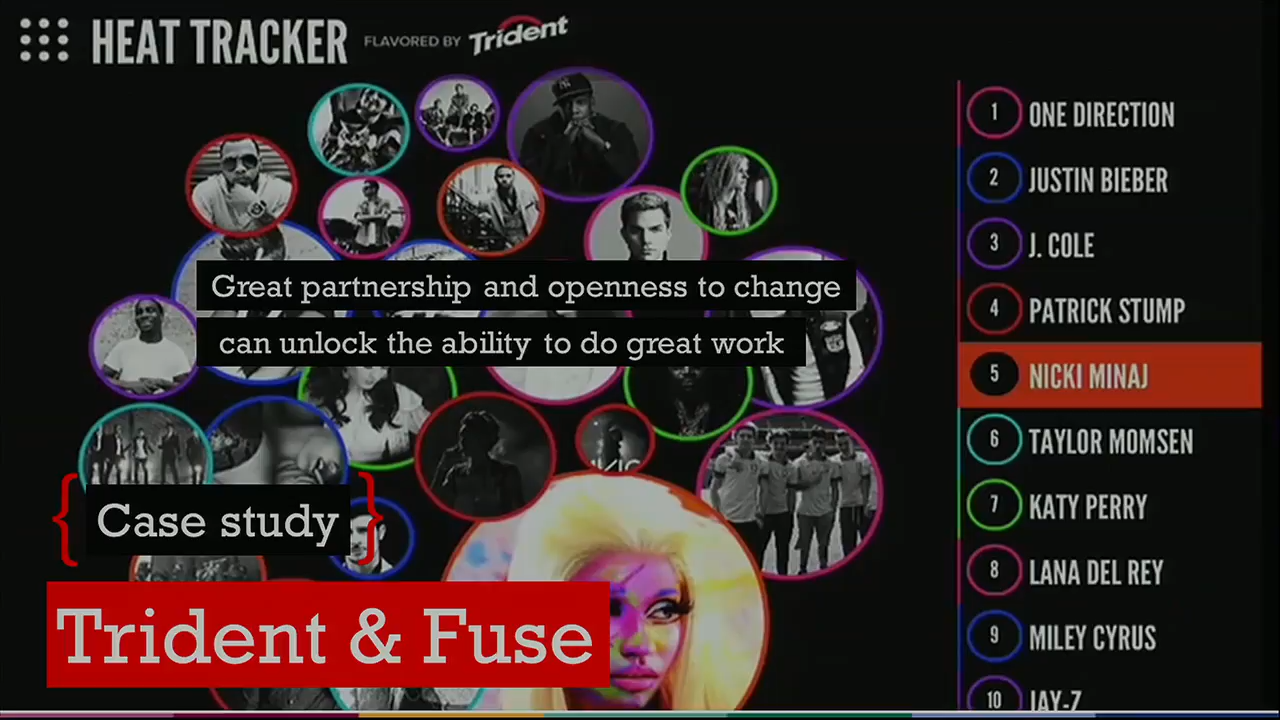 HEAT TRACKER FLAVORED BY Trident
1 ONE DIRECTION
2 JUSTIN BIEBER
3 J. COLE
4 PATRICK STUMP
5 NICKI MINAJ
6 TAYLOR MOMSEN
7 KATY PERRY
8 LANA DEL REY
9 MILEY CYRUS
10 JAY-Z
Great partnership and openness to change
can unlock the ability to do great work
{Case study}
Trident & Fuse